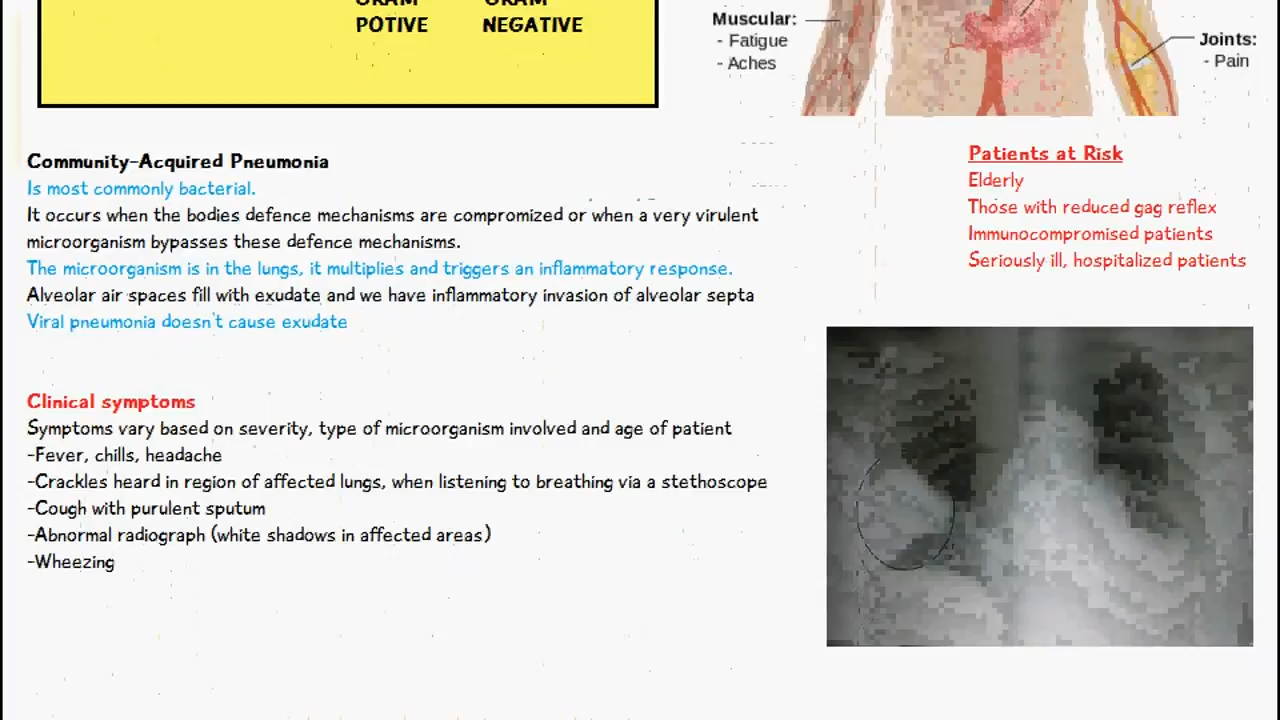 POTIVE NEGATIVE
Muscular:
- Fatigue
- Aches
Joints:
- Pain
Community-Acquired Pneumonia
Is most commonly bacterial.
It occurs when the bodies defence mechanisms are compromized or when a very virulent
microorganism bypasses these defence mechanisms.
The microorganism is in the lungs, it multiplies and triggers an inflammatory response.
Alveolar air spaces fill with exudate and we have inflammatory invasion of alveolar septa
Viral pneumonia doesn't cause exudate
Patients at Risk
Elderly
Those with reduced gag reflex
Immunocompromised patients
Seriously ill, hospitalized patients
Clinical symptoms
Symptoms vary based on severity, type of microorganism involved and age of patient
-Fever, chills, headache
-Crackles heard in region of affected lungs, when listening to breathing via a stethoscope
-Cough with purulent sputum
-Abnormal radiograph (white shadows in affected areas)
-Wheezing